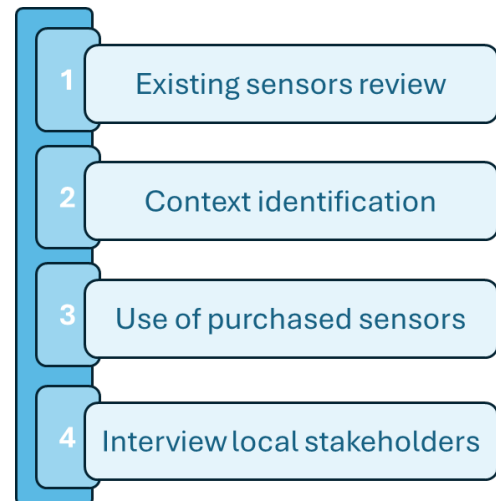 1
Existing sensors review
2
Context identification
3
Use of purchased sensors
4
Interview local stakeholders